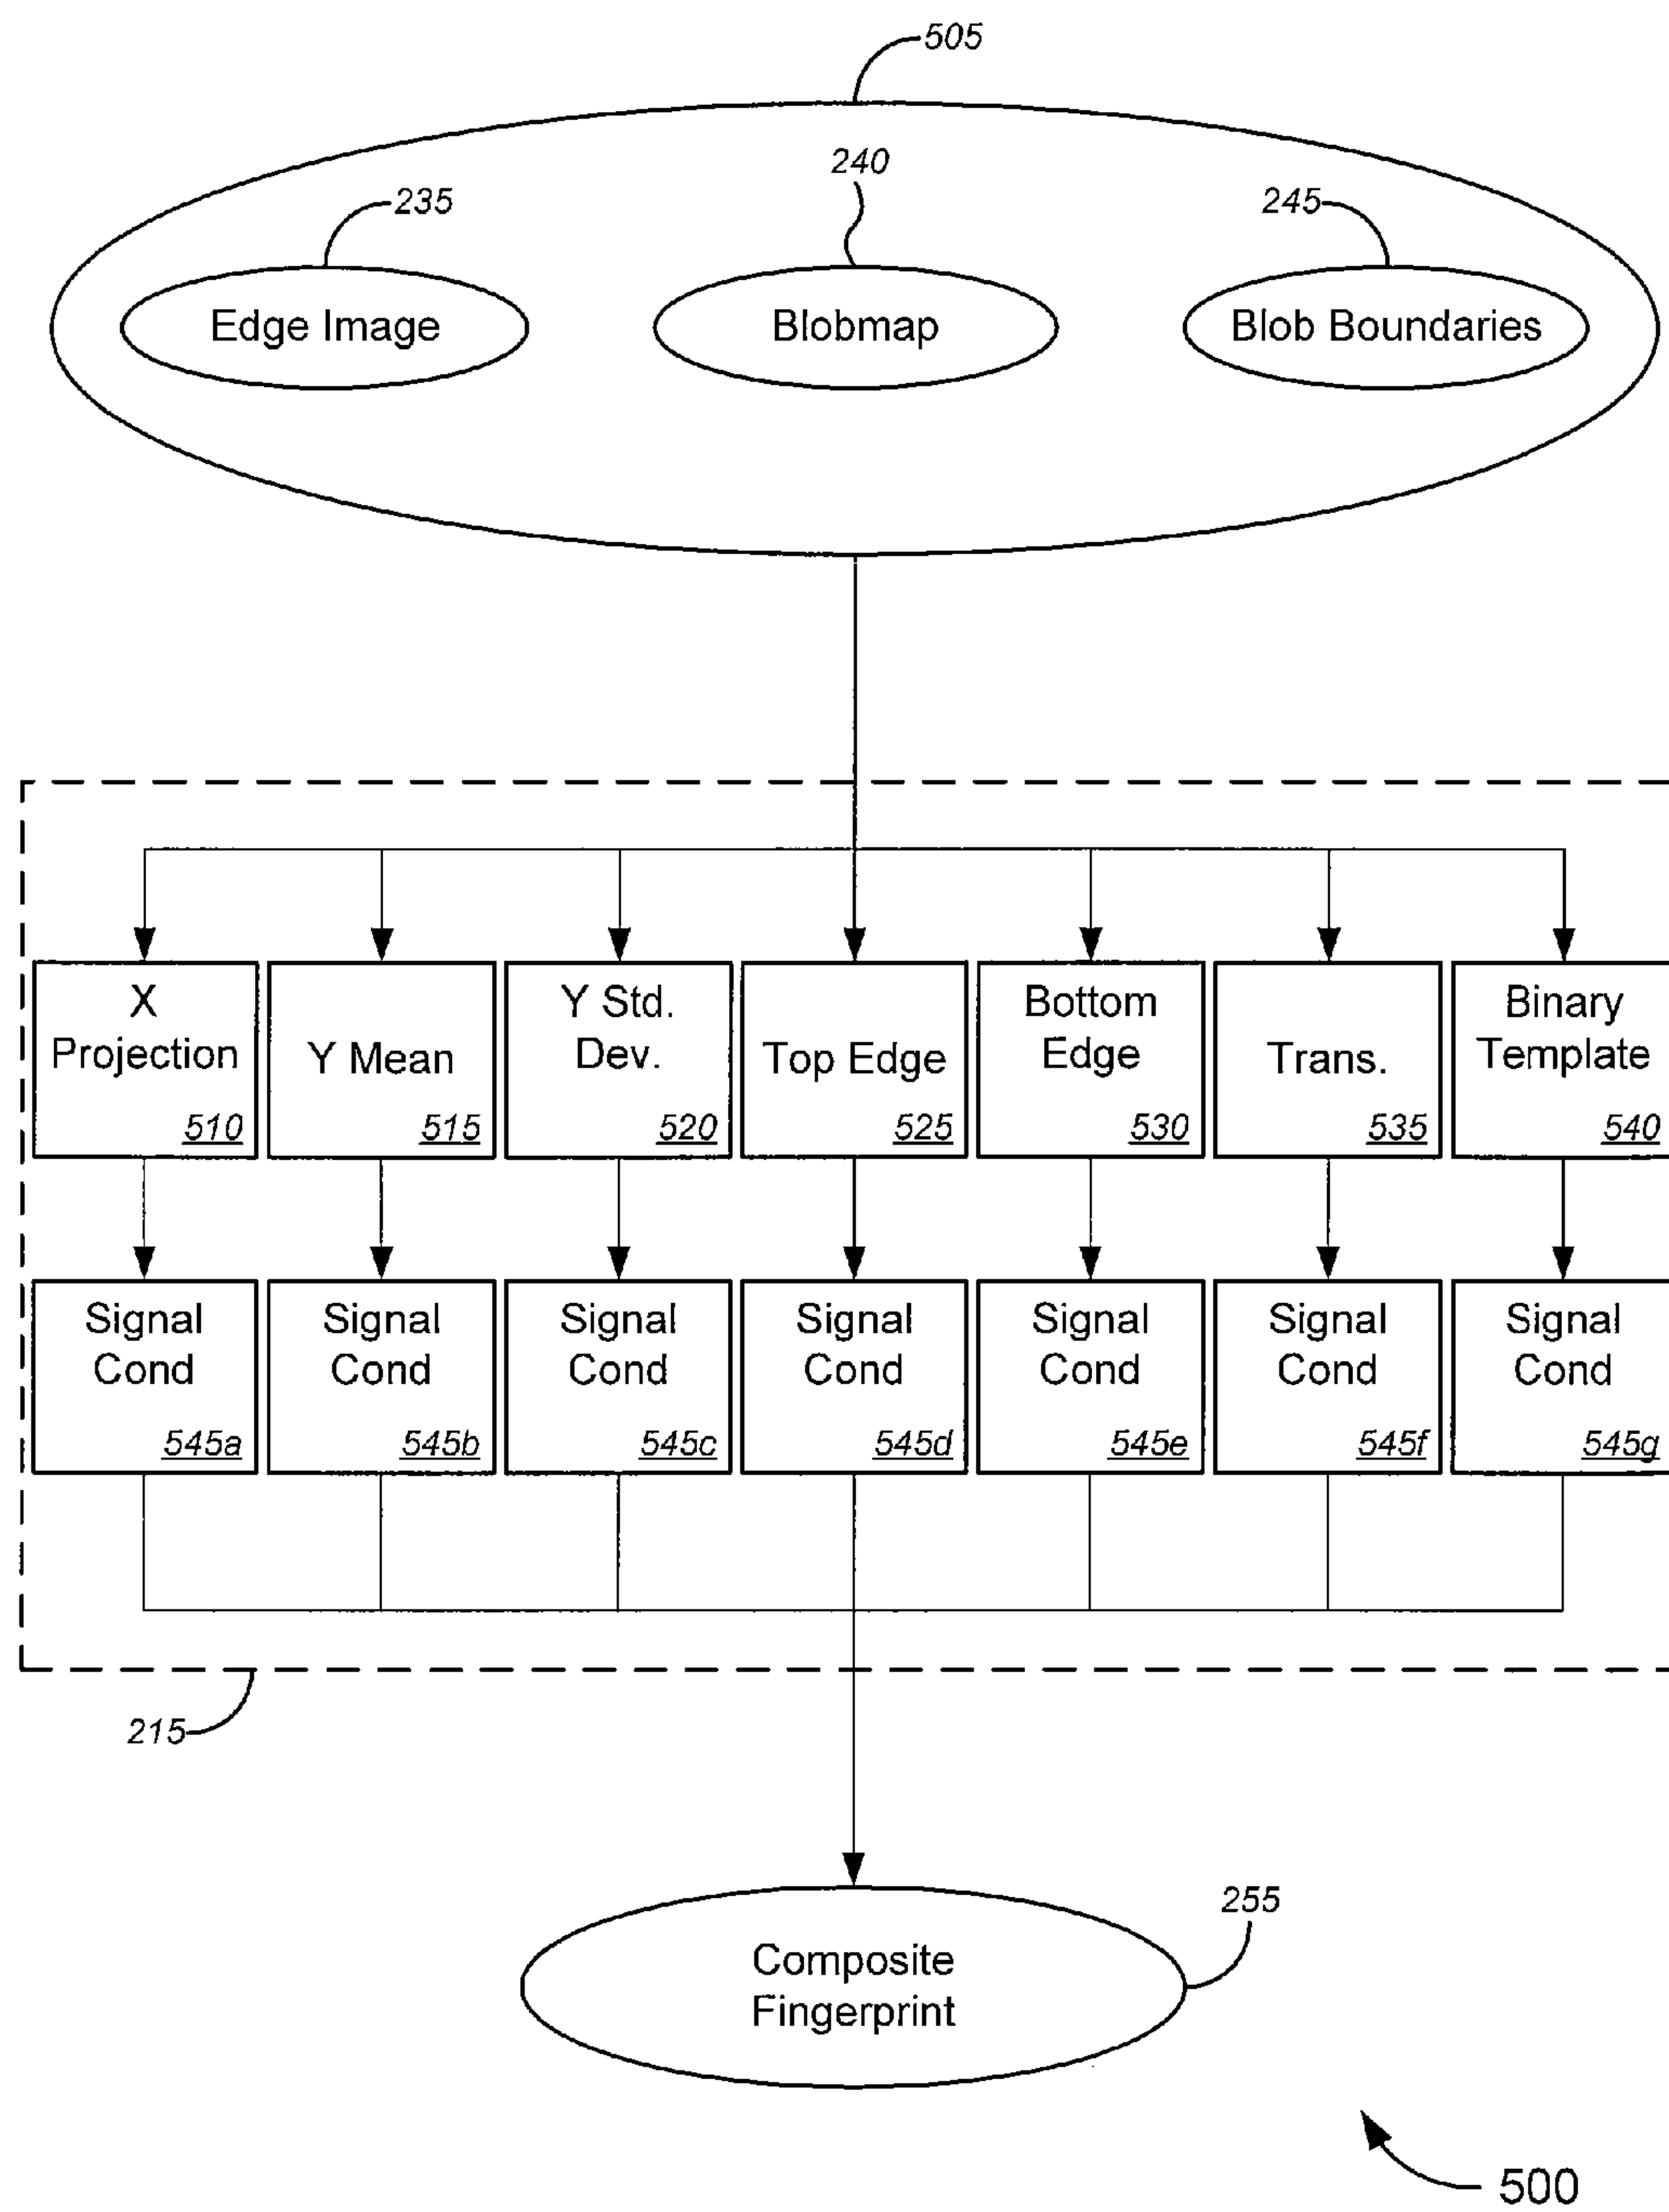 505
235
240
245
Edge Image
Blobmap
Blob Boundaries
X
Projection
510
Y Mean
515
Y Std.
Dev.
520
Top Edge
525
Bottom
Edge
530
Trans.
535
Binary
Template
540
Signal
Cond
545a
Signal
Cond
545b
Signal
Cond
545c
Signal
Cond
545d
Signal
Cond
545e
Signal
Cond
545f
Signal
Cond
545g
215
Composite
Fingerprint
255
500